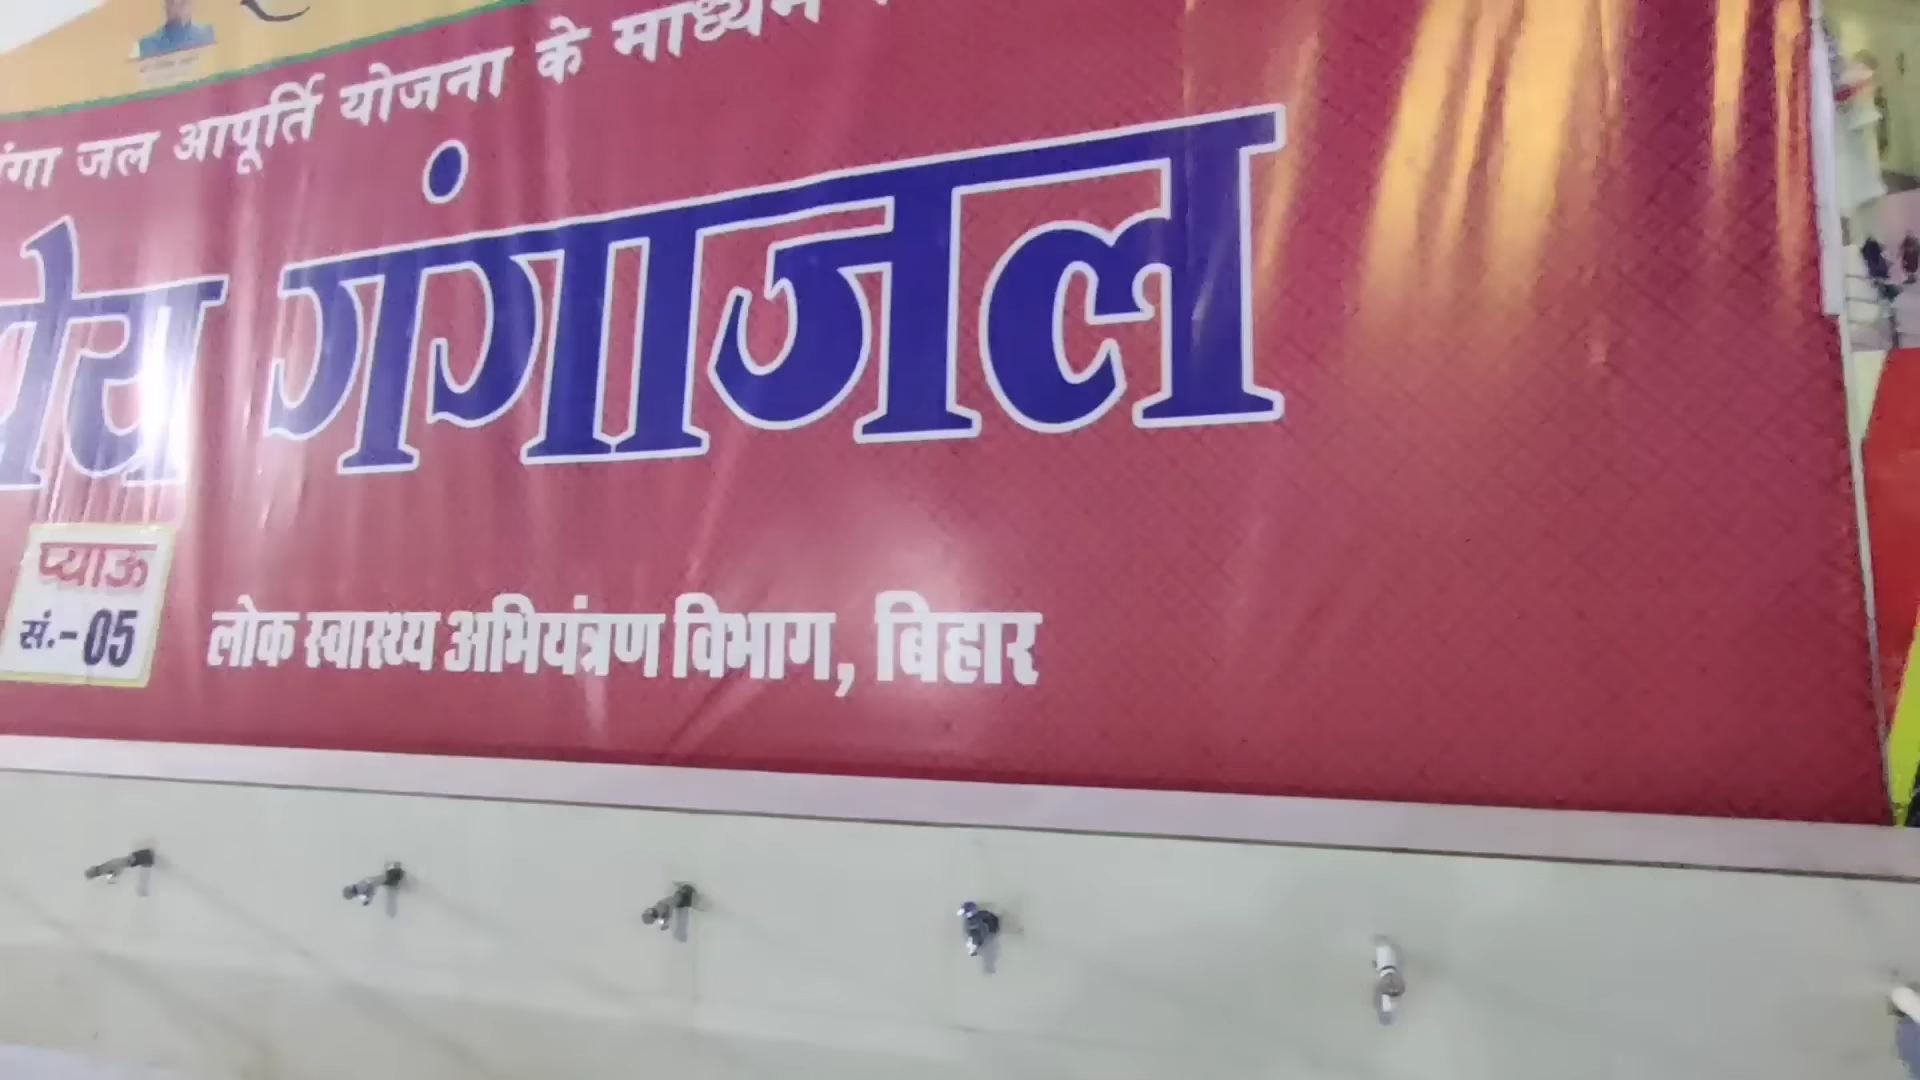 गंगा जल आपूर्ति योजना के माध्यम
पेय गंगाजल
प्याऊ
सं.- 05
लोक स्वास्थ्य अभियंत्रण विभाग, बिहार